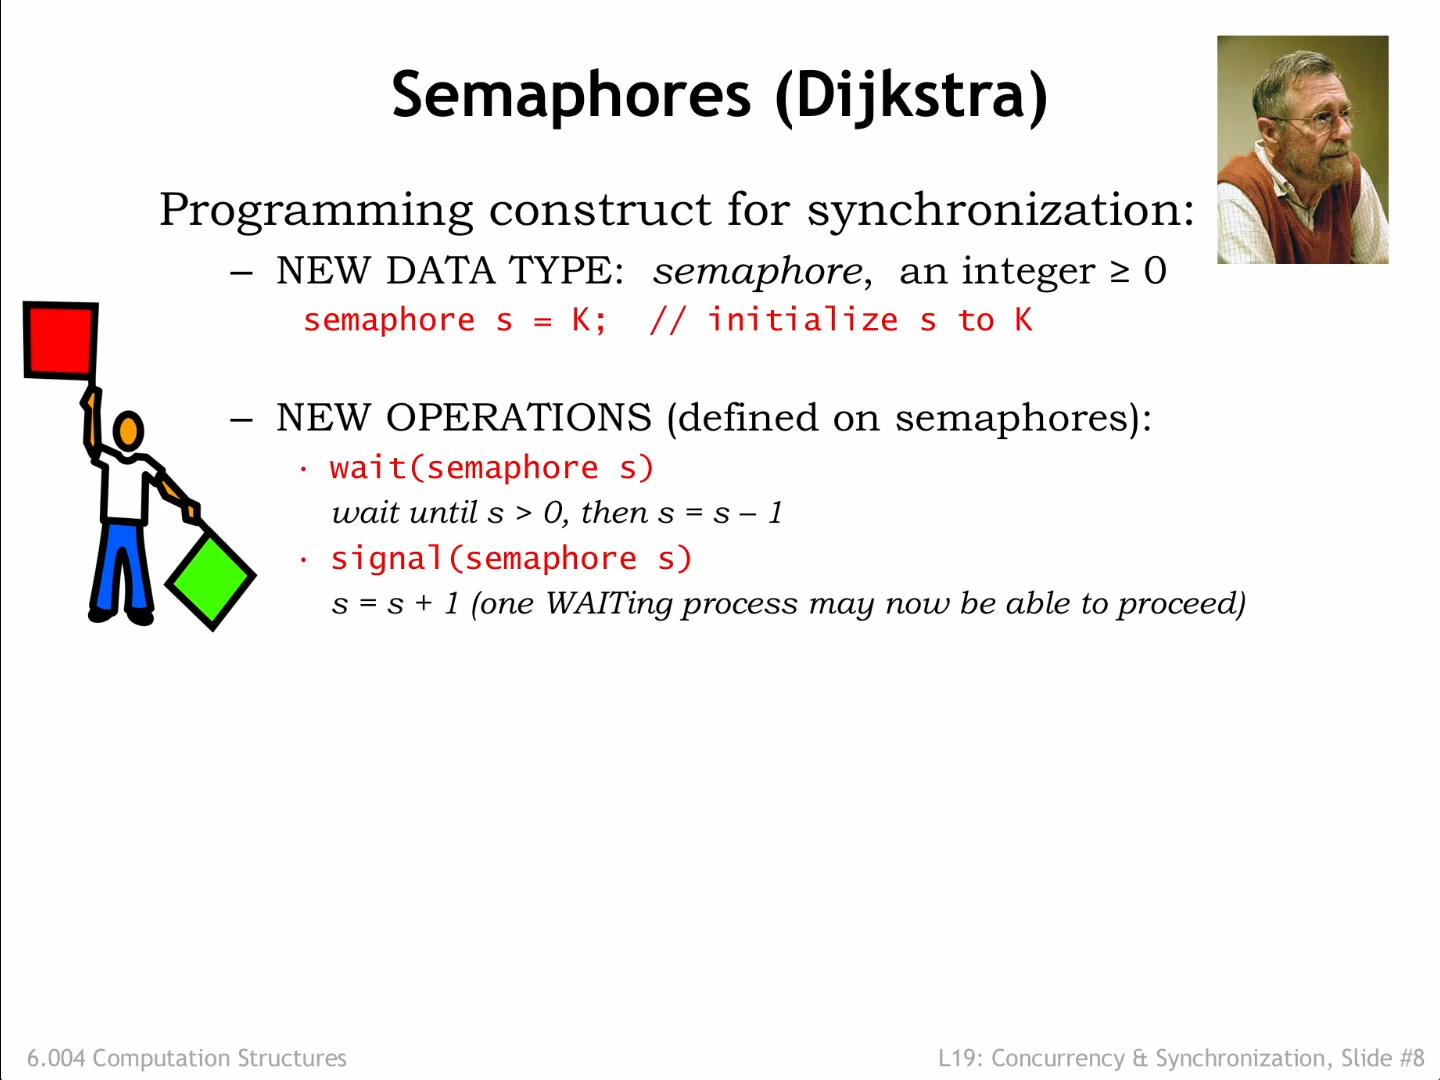 Semaphores (Dijkstra)
Programming construct for synchronization:
– NEW DATA TYPE: semaphore, an integer ≥ 0
semaphore s = K; // initialize s to K
– NEW OPERATIONS (defined on semaphores):
· wait(semaphore s)
wait until s > 0, then s = s – 1
· signal(semaphore s)
s = s + 1 (one WAITing process may now be able to proceed)
6.004 Computation Structures
L19: Concurrency & Synchronization, Slide #8